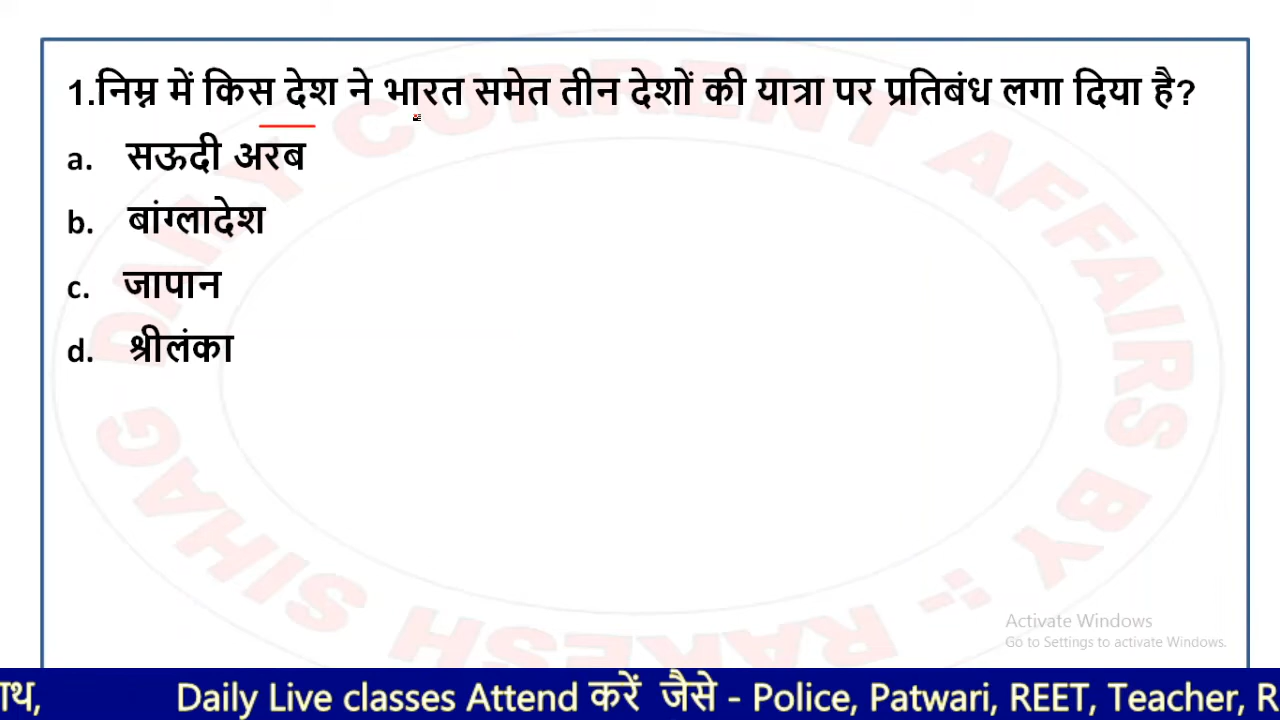 1.निम्न में किस देश ने भारत समेत तीन देशों की यात्रा पर प्रतिबंध लगा दिया है?
a. सऊदी अरब
b. बांग्लादेश
c. जापान
d. श्रीलंका
DAILY CURRENT AFFAIRS BY :- RAKESH SIHAG
Activate Windows
Go to Settings to activate Windows.
Daily Live classes Attend करें जैसे - Police, Patwari, REET, Teacher, R